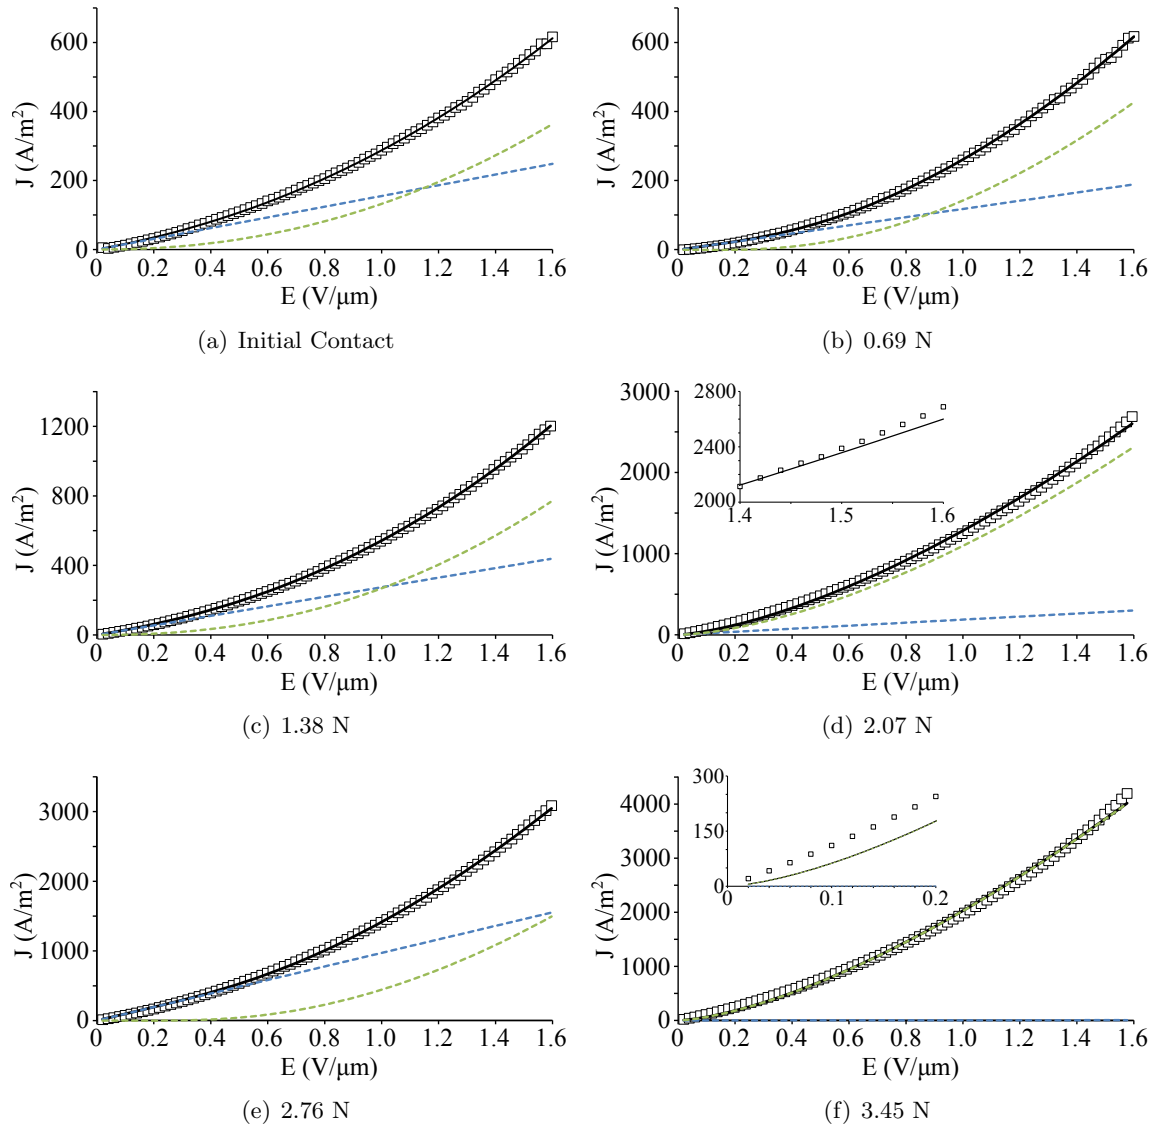 600
400
200
0
J (A/m²)
0 0.2 0.4 0.6 0.8 1.0 1.2 1.4 1.6
E (V/μm)
(a) Initial Contact
600
400
200
0
J (A/m²)
0 0.2 0.4 0.6 0.8 1.0 1.2 1.4 1.6
E (V/μm)
(b) 0.69 N
1200
800
400
0
J (A/m²)
0 0.2 0.4 0.6 0.8 1.0 1.2 1.4 1.6
E (V/μm)
(c) 1.38 N
3000
2000
1000
0
J (A/m²)
2800
2400
2000
1.4 1.5 1.6
0 0.2 0.4 0.6 0.8 1.0 1.2 1.4 1.6
E (V/μm)
(d) 2.07 N
3000
2000
1000
0
J (A/m²)
0 0.2 0.4 0.6 0.8 1.0 1.2 1.4 1.6
E (V/μm)
(e) 2.76 N
4000
3000
2000
1000
0
J (A/m²)
300
150
0
0 0.1 0.2
0 0.2 0.4 0.6 0.8 1.0 1.2 1.4 1.6
E (V/μm)
(f) 3.45 N